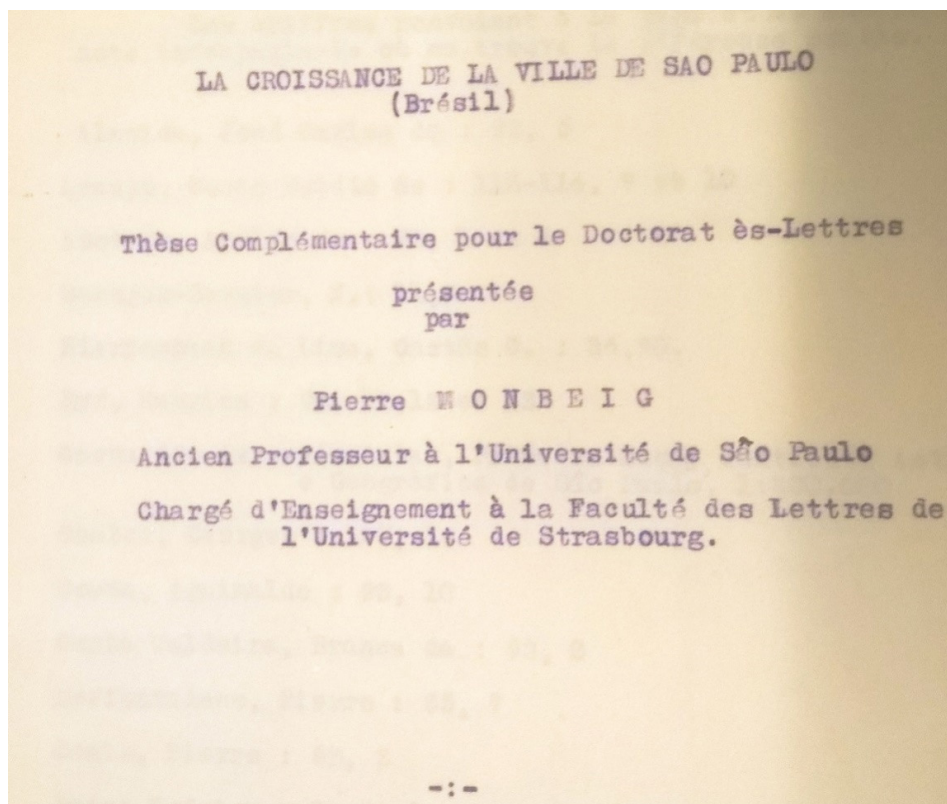 LA CROISSANCE DE LA VILLE DE SAO PAULO
(Brésil)
Thèse Complémentaire pour le Doctorat ès-Lettres
présentée
par
Pierre M O N B E I G
Ancien Professeur à l'Université de São Paulo
Chargé d'Enseignement à la Faculté des Lettres de
l'Université de Strasbourg.
-:-